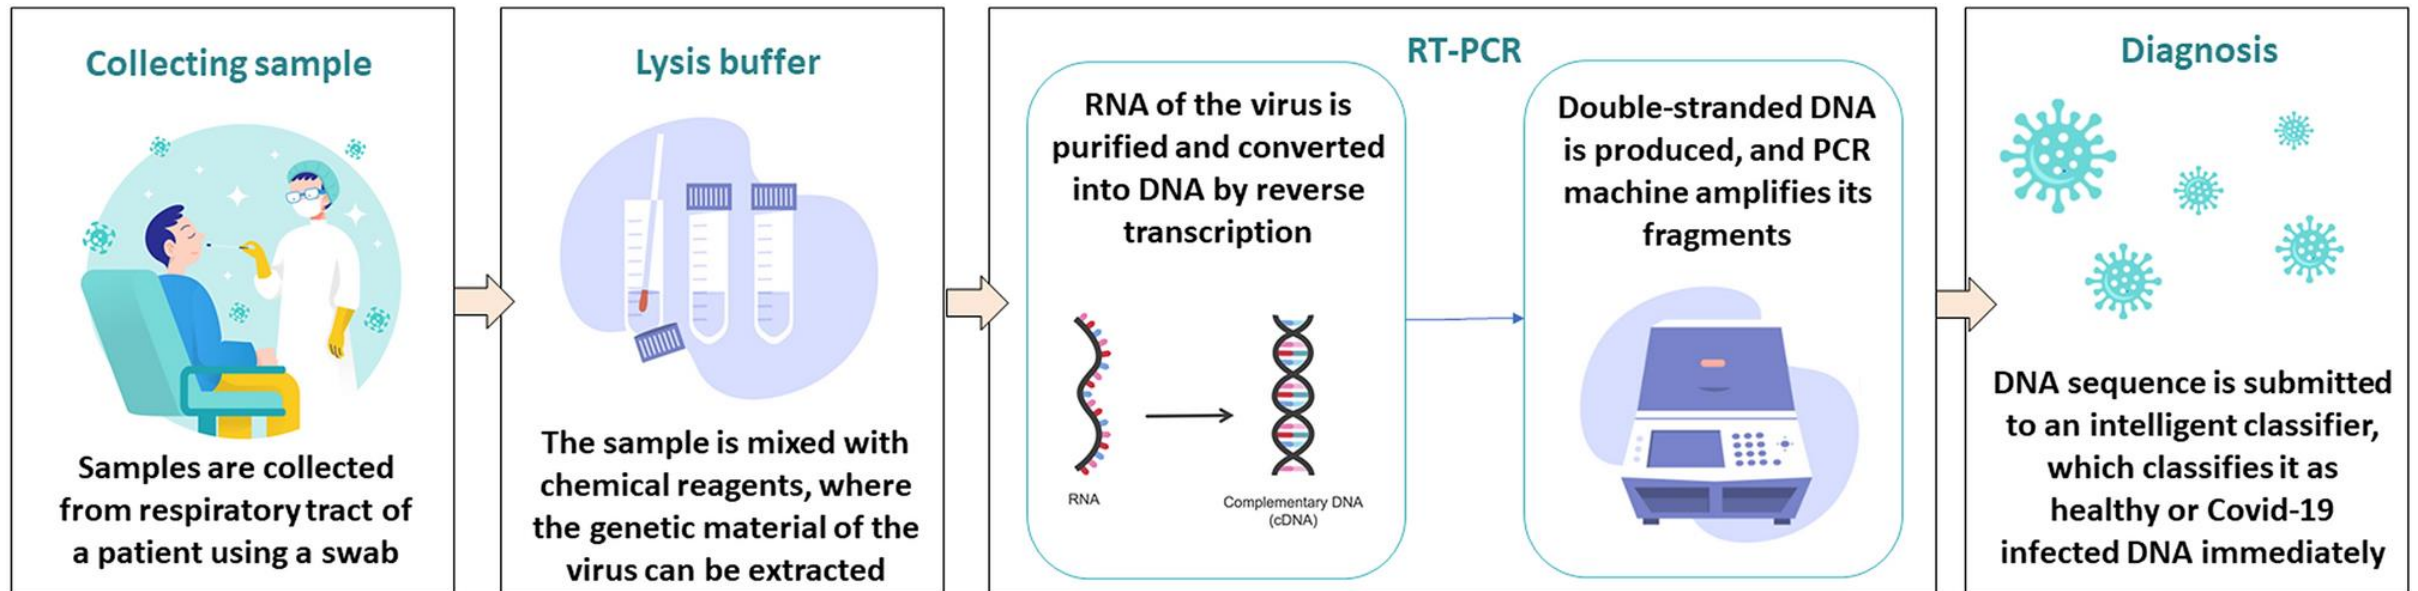 Collecting sample
Samples are collected
from respiratory tract of
a patient using a swab
Lysis buffer
The sample is mixed with
chemical reagents, where
the genetic material of the
virus can be extracted
RT-PCR
RNA of the virus is
purified and converted
into DNA by reverse
transcription
RNA
Complementary DNA
(cDNA)
Double-stranded DNA
is produced, and PCR
machine amplifies its
fragments
Diagnosis
DNA sequence is submitted
to an intelligent classifier,
which classifies it as
healthy or Covid-19
infected DNA immediately